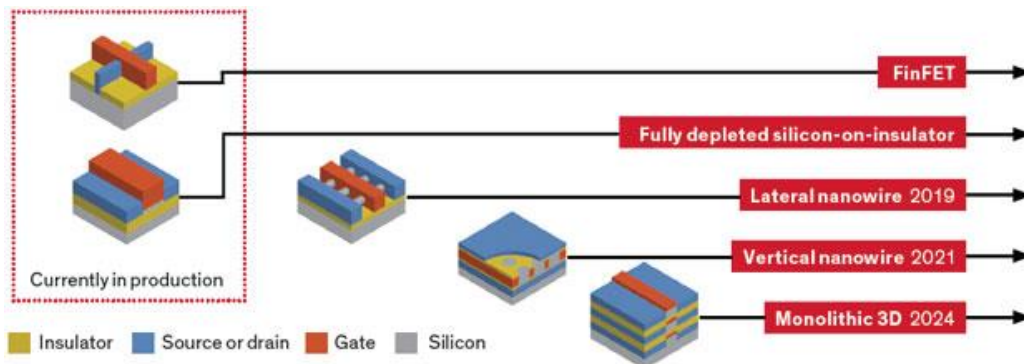 FinFET
Fully depleted silicon-on-insulator
Lateral nanowire 2019
Vertical nanowire 2021
Currently in production
Monolithic 3D 2024
Insulator Source or drain Gate Silicon